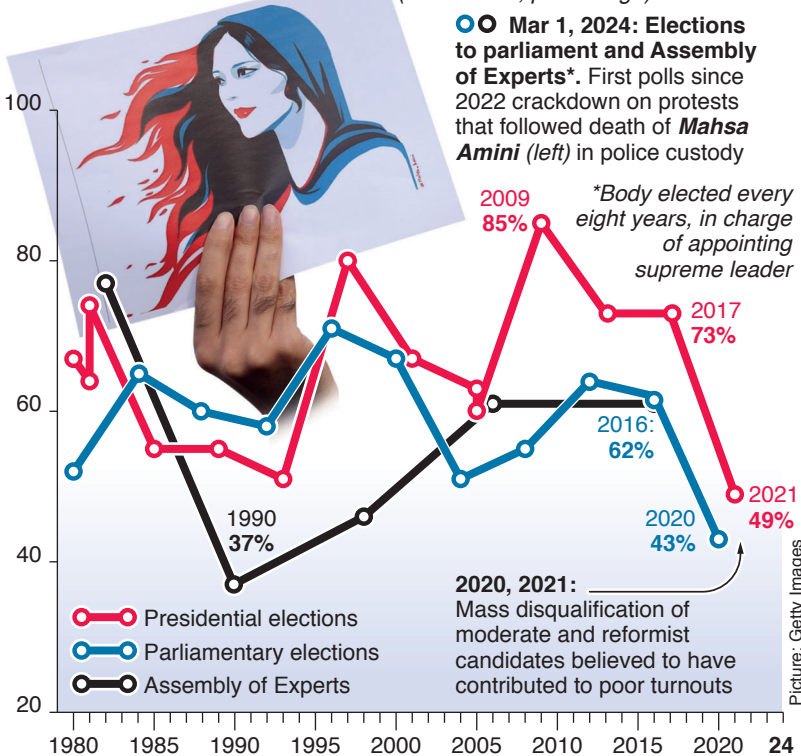 Mar 1, 2024: Elections
to parliament and Assembly
of Experts*. First polls since
2022 crackdown on protests
that followed death of Mahsa
Amini (left) in police custody
*Body elected every
eight years, in charge
of appointing
supreme leader
100
80
60
40
20
2009
85%
2017
73%
2016:
62%
2021
49%
2020
43%
1990
37%
Presidential elections
Parliamentary elections
Assembly of Experts
2020, 2021:
Mass disqualification of
moderate and reformist
candidates believed to have
contributed to poor turnouts
1980 1985 1990 1995 2000 2005 2010 2015 2020 24
Picture: Getty Images